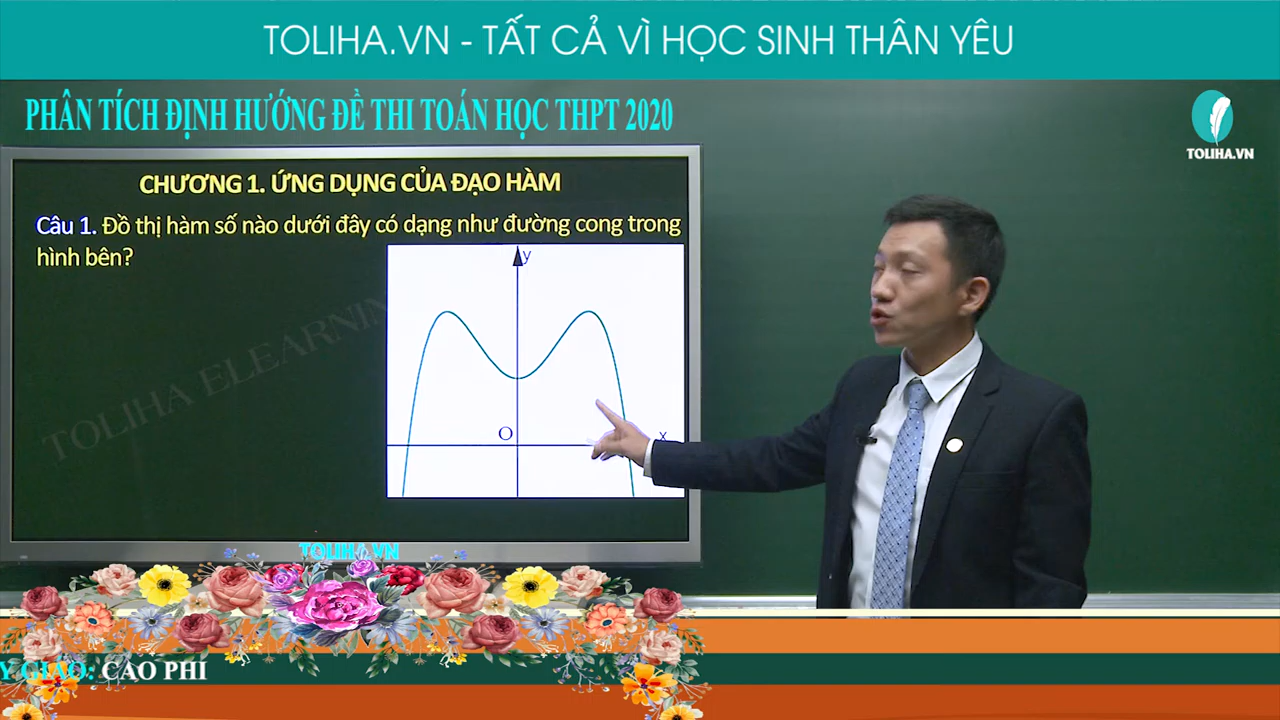 TOLIHA.VN - TẤT CẢ VÌ HỌC SINH THÂN YÊU
PHÂN TÍCH ĐỊNH HƯỚNG ĐỀ THI TOÁN HỌC THPT 2020
TOLIHA.VN
CHƯƠNG 1. ỨNG DỤNG CỦA ĐẠO HÀM
Câu 1. Đồ thị hàm số nào dưới đây có dạng như đường cong trong
hình bên?
y
O
x
TOLIHA ELEARNIN
TOLIHA.VN
Y GIÁO: CAO PHI